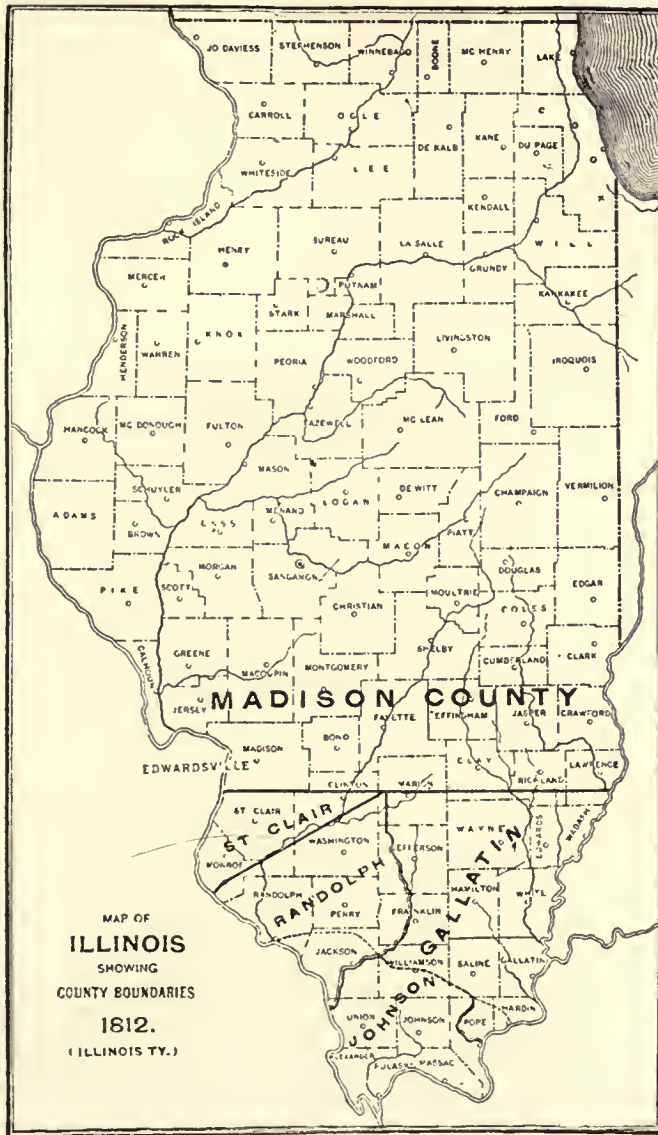 JO DAVIESS
STEPHENSON
WINNEBAGO
BOONE
MC HENRY
LAKE
CARROLL
OGLE
DE KALB
KANE
C
DU PAGE
WHITESIDE
LEE
KENDALL
ROCK ISLAND
HENRY
BUREAU
LA SALLE
GRUNDY
WILL
MERCER
PUTNAM
KANKAKEE
STARK
MARSHALL
HENDERSON
WARREN
KNOX
PEORIA
WOODFORD
LIVINGSTON
IROQUOIS
HANCOCK
MC DONOUGH
FULTON
TAZEWELL
MC LEAN
FORD
MASON
SCHUYLER
ADAMS
BROWN
CASS
MENARD
LOGAN
DE WITT
CHAMPAIGN
VERMILION
PIATT
MACON
PIKE
SCOTT
MORGAN
SANGAMON
CHRISTIAN
MOULTRIE
DOUGLAS
COLES
EDGAR
CALHOUN
GREENE
MACOUPIN
MONTGOMERY
SHELBY
CUMBERLAND
CLARK
MADISON COUNTY
JERSEY
FAYETTE
EFFINGHAM
JASPER
CRAWFORD
MADISON
BOND
CLAY
RICHLAND
LAWRENCE
EDWARDSVILLE
CLINTON
MARION
ST CLAIR
ST CLAIR
MONROE
WASHINGTON
JEFFERSON
WAYNE
EDWARDS
WABASH
RANDOLPH
RANDOLPH
PERRY
FRANKLIN
HAMILTON
WHITE
GALLATIN
JACKSON
WILLIAMSON
SALINE
GALLATIN
JOHNSON
UNION
JOHNSON
POPE
HARDIN
ALEXANDER
PULASKI
MASSAC
MAP OF
ILLINOIS
SHOWING
COUNTY BOUNDARIES
1812.
(ILLINOIS TY.)